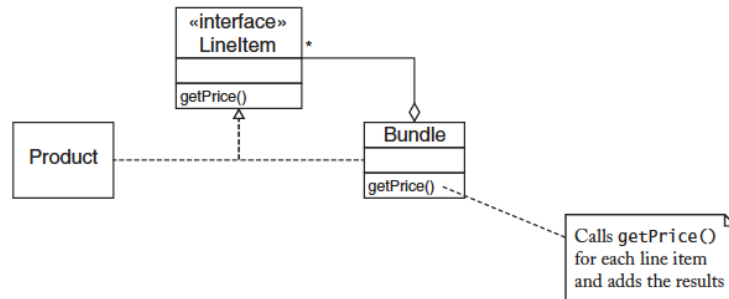 «interface»
LineItem
*
getPrice()
Product
Bundle
getPrice()
Calls getPrice()
for each line item
and adds the results